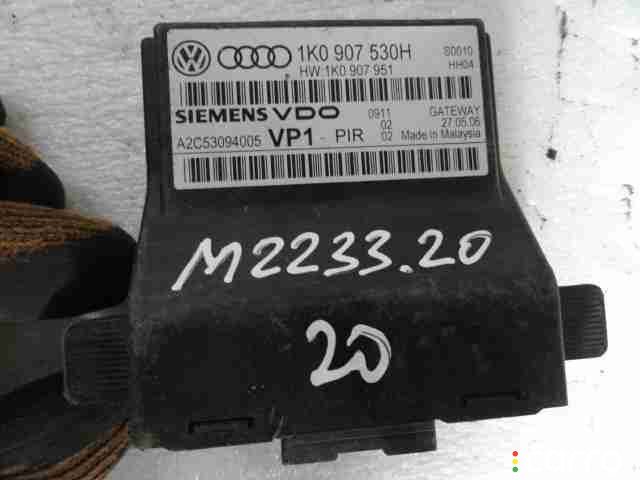 1K0 907 530H S0010
HW:1K0 907 951 HH04
SIEMENS VDO 0911 GATEWAY
02 27.05.06
A2C53094005 VP1 - PIR 02 Made in Malaysia
M2233.20
20